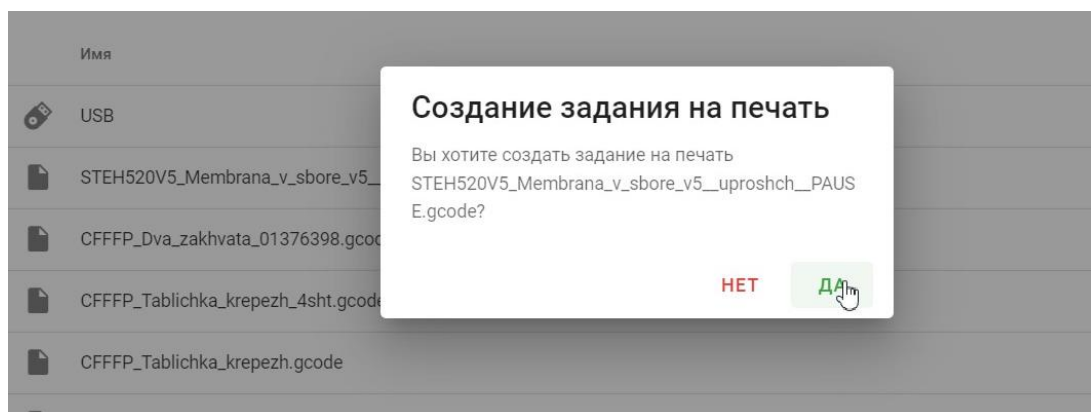 Имя
USB
STEH520V5_Membrana_v_sbore_v5_
CFFFP_Dva_zakhvata_01376398.gcod
CFFFP_Tablichka_krepezh_4sht.gcode
CFFFP_Tablichka_krepezh.gcode
Создание задания на печать
Вы хотите создать задание на печать
STEH520V5_Membrana_v_sbore_v5__uproshch__PAUS
E.gcode?
НЕТ
ДА